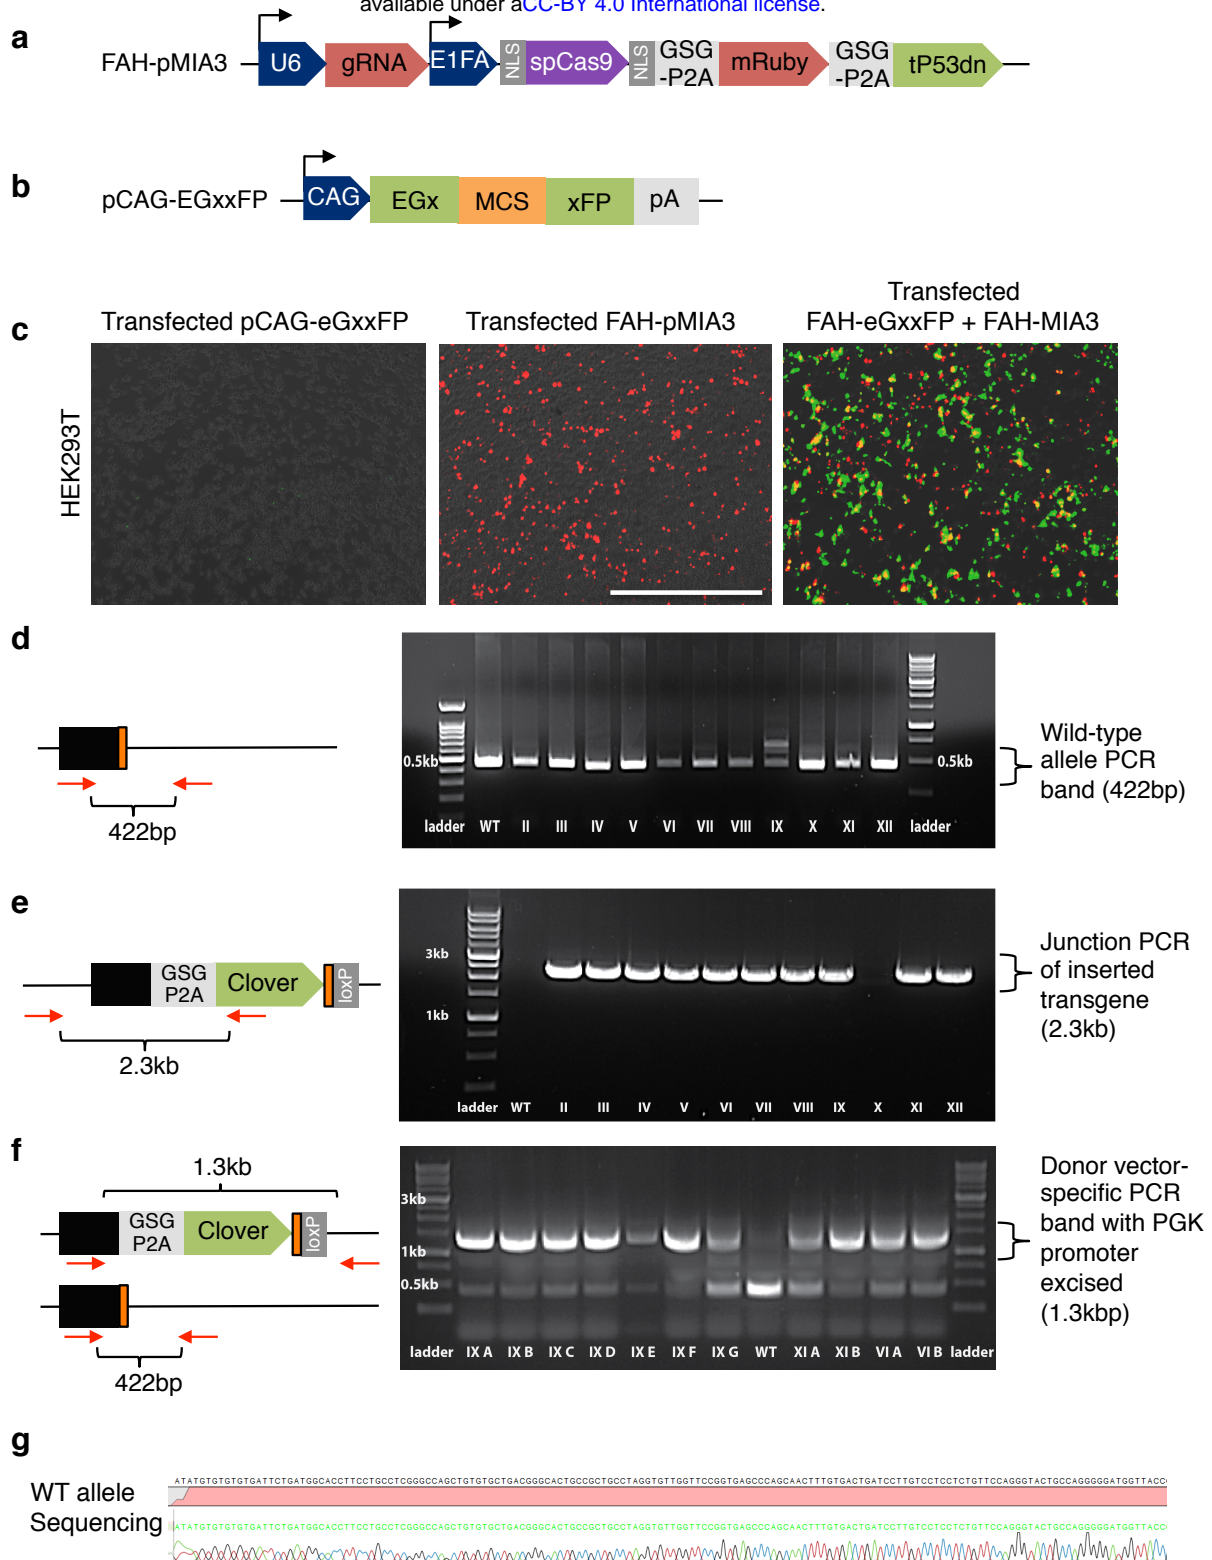 available under aCC-BY 4.0 International license.
a
FAH-pMIA3
U6
gRNA
E1FA
NLS
spCas9
NLS
GSG
-P2A
mRuby
GSG
-P2A
tP53dn
b
pCAG-EGxxFP
CAG
EGx
MCS
xFP
pA
c
Transfected pCAG-eGxxFP
Transfected FAH-pMIA3
Transfected
FAH-eGxxFP + FAH-MIA3
HEK293T
d
422bp
0.5kb
0.5kb
ladder WT II III IV V VI VII VIII IX X XI XII ladder
Wild-type
allele PCR
band (422bp)
e
GSG
P2A
Clover
loxP
2.3kb
3kb
1kb
ladder WT II III IV V VI VII VIII IX X XI XII
Junction PCR
of inserted
transgene
(2.3kb)
f
1.3kb
GSG
P2A
Clover
loxP
422bp
3kb
1kb
0.5kb
ladder IX A IX B IX C IX D IX E IX F IX G WT XI A XI B VI A VI B ladder
Donor vector-
specific PCR
band with PGK
promoter
excised
(1.3kbp)
g
WT allele
Sequencing
ATATGTGTGTGTGATTCTGATGGCACCTTCCTGCCTCGGGCCAGCTGTGTGCTGACGGGCACTGCCGCTGCCTAGGTGTTGGTTCCGGTGAGCCCAGCAACTTTGTGACTGATCCTTGTCCTCCTCTGTTCCAGGGTACTGCCAGGGGGATGGTTACC
ATATGTGTGTGTGATTCTGATGGCACCTTCCTGCCTCGGGCCAGCTGTGTGCTGACGGGCACTGCCGCTGCCTAGGTGTTGGTTCCGGTGAGCCCAGCAACTTTGTGACTGATCCTTGTCCTCCTCTGTTCCAGGGTACTGCCAGGGGGATGGTTACC